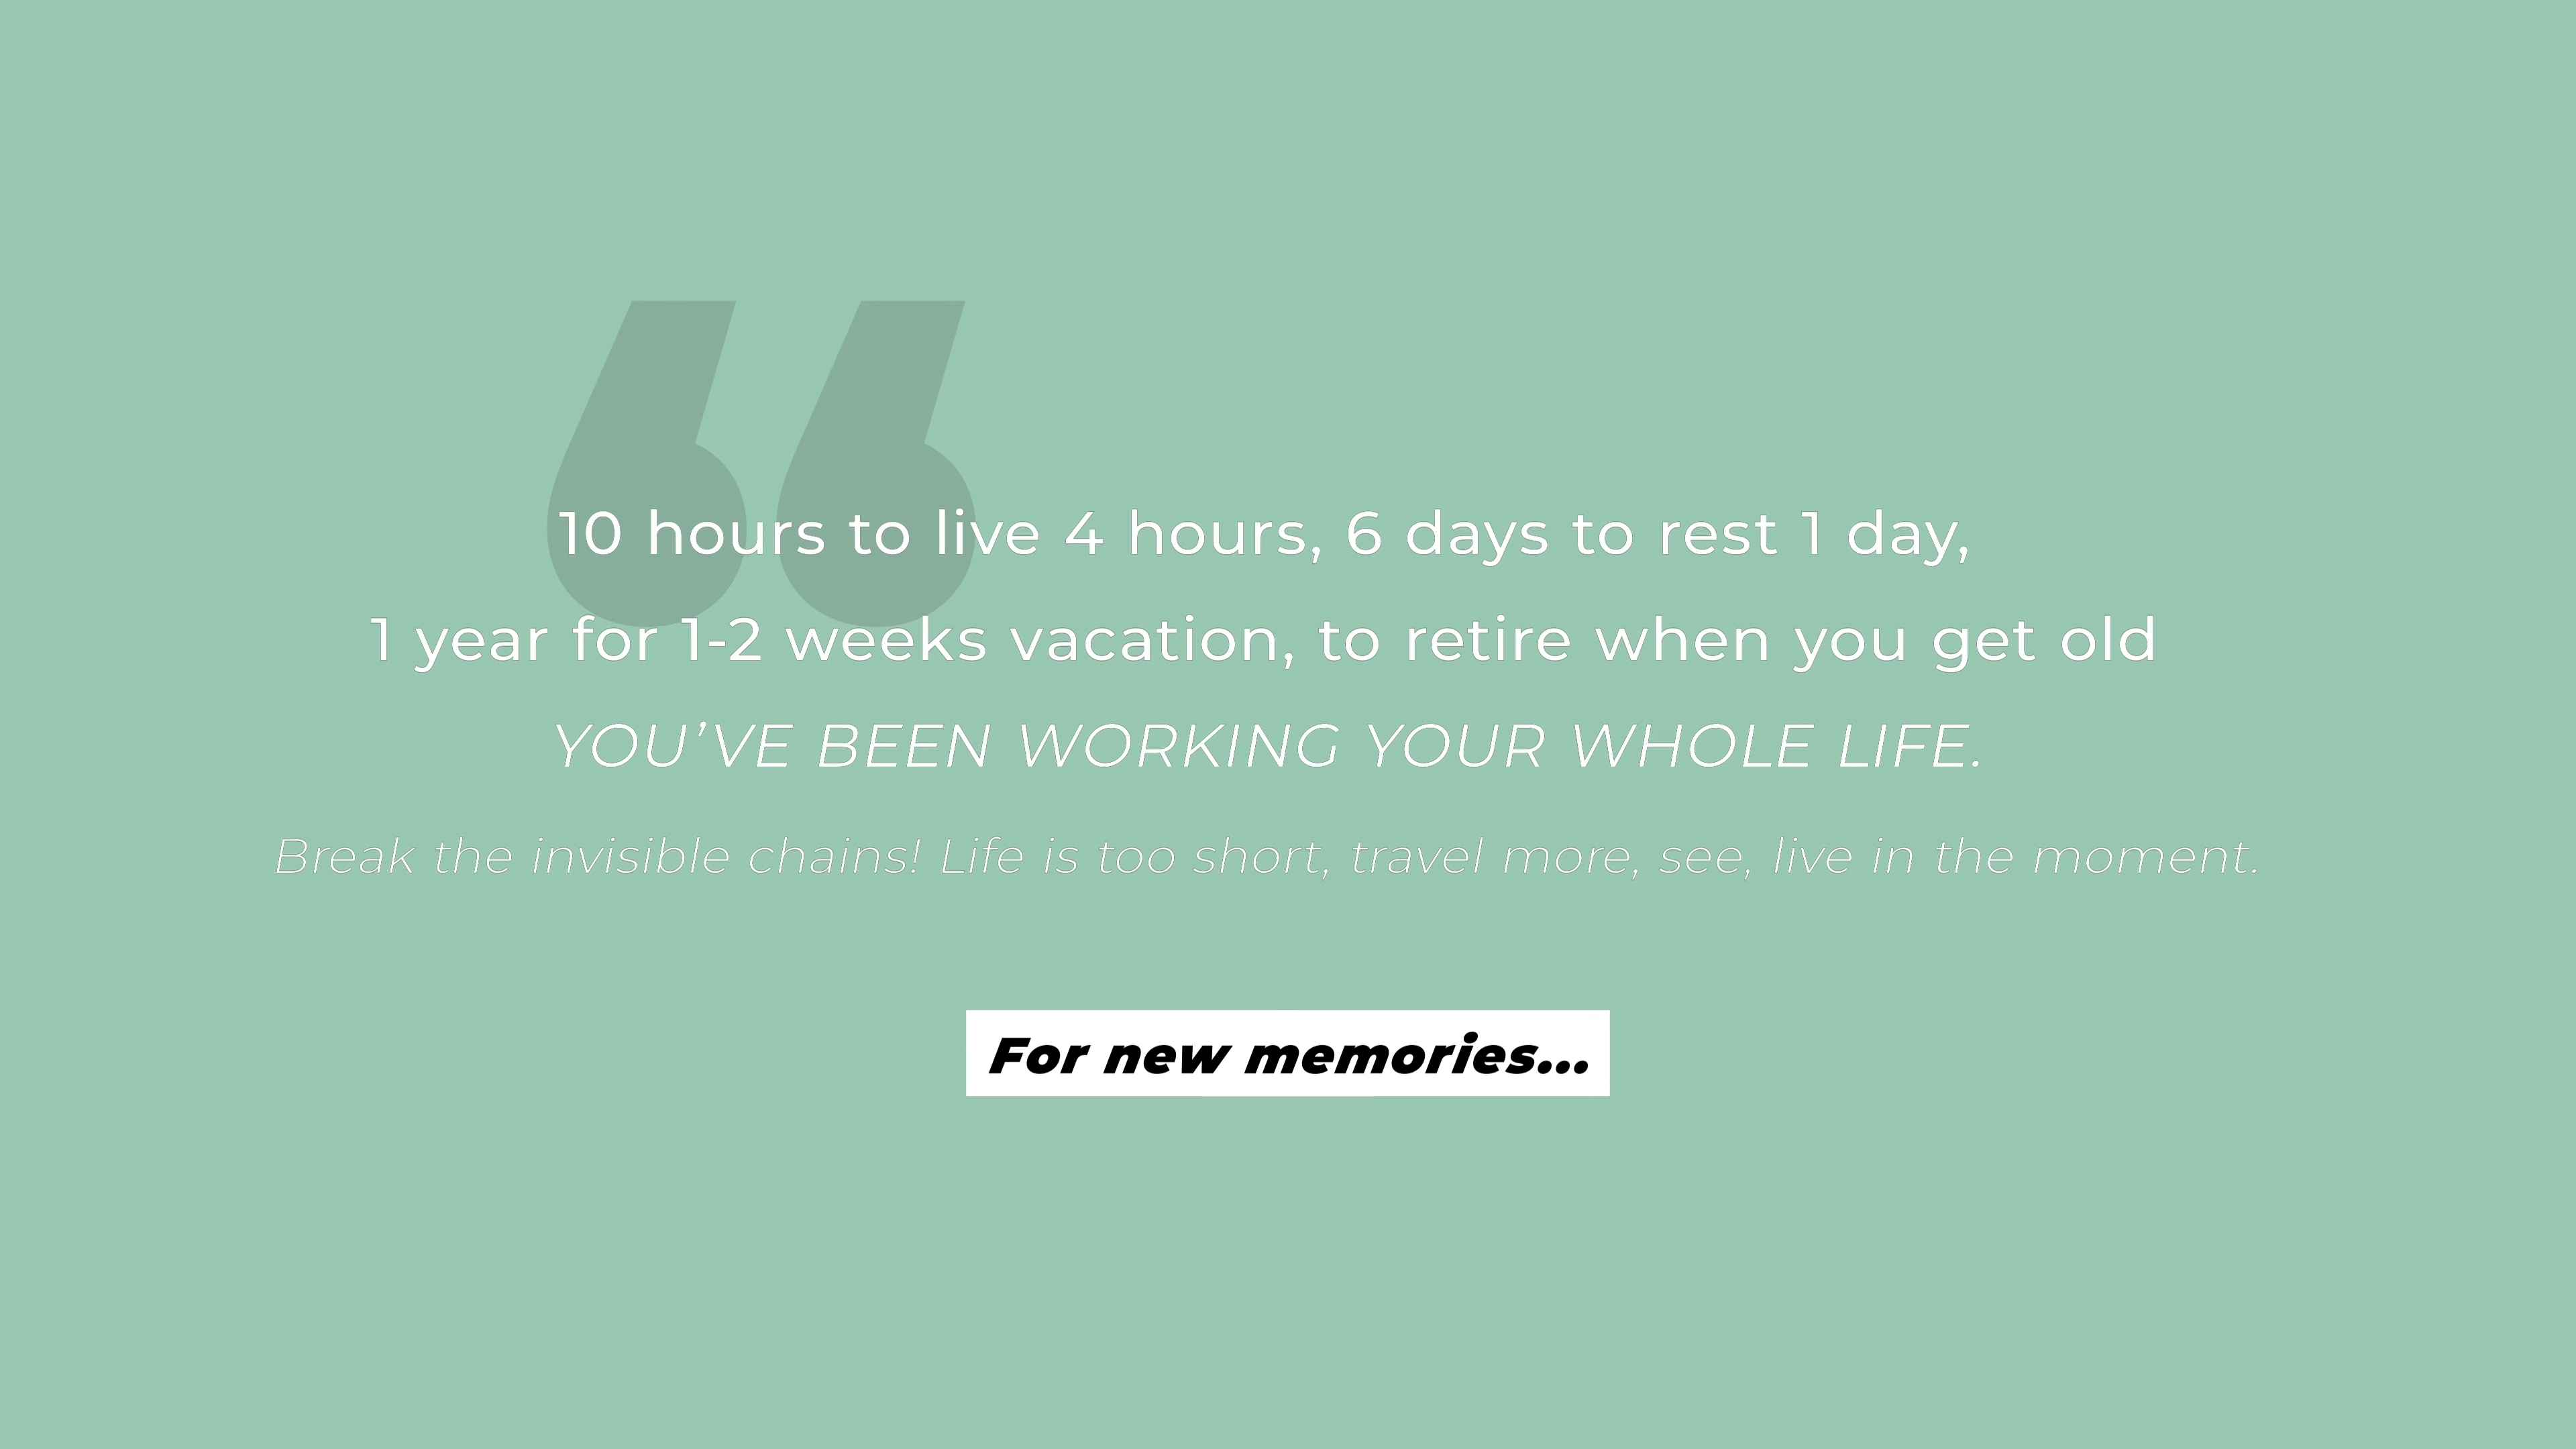 10 hours to live 4 hours, 6 days to rest 1 day,
1 year for 1-2 weeks vacation, to retire when you get old
YOU’VE BEEN WORKING YOUR WHOLE LIFE.
Break the invisible chains! Life is too short, travel more, see, live in the moment.
For new memories...